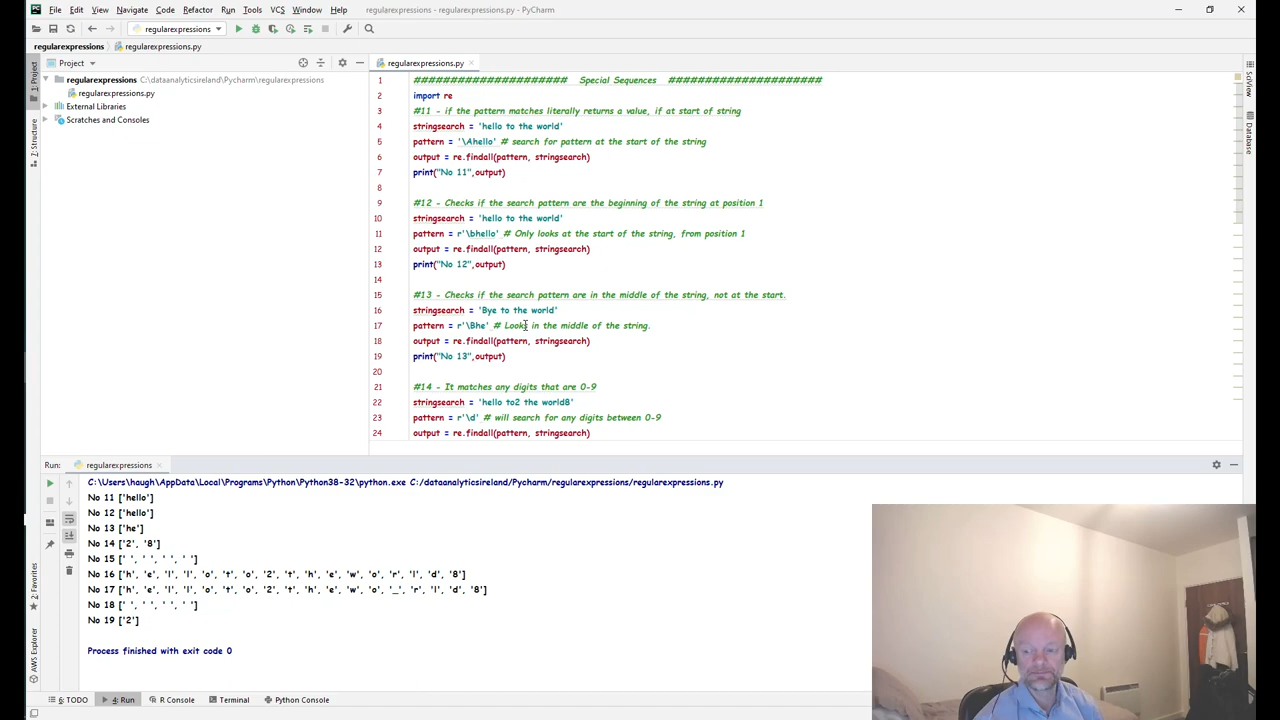 File Edit View Navigate Code Refactor Run Tools VCS Window Help regularexpressions - regularexpressions.py - PyCharm
regularexpressions
regularexpressions regularexpressions.py
Project regularexpressions.py
regularexpressions C:\dataanalyticsireland\Pycharm\regularexpressions
regularexpressions.py
External Libraries
Scratches and Consoles
1: Project
Z: Structure
2: Favorites
AWS Explorer
SciView
Database
1 ##################### Special Sequences #####################
2 import re
3 #11 - if the pattern matches literally returns a value, if at start of string
4 stringsearch = 'hello to the world'
5 pattern = '\Ahello' # search for pattern at the start of the string
6 output = re.findall(pattern, stringsearch)
7 print("No 11",output)
8
9 #12 - Checks if the search pattern are the beginning of the string at position 1
10 stringsearch = 'hello to the world'
11 pattern = r'\bhello' # Only looks at the start of the string, from position 1
12 output = re.findall(pattern, stringsearch)
13 print("No 12",output)
14
15 #13 - Checks if the search pattern are in the middle of the string, not at the start.
16 stringsearch = 'Bye to the world'
17 pattern = r'\Bhe' # Looks in the middle of the string.
18 output = re.findall(pattern, stringsearch)
19 print("No 13",output)
20
21 #14 - It matches any digits that are 0-9
22 stringsearch = 'hello to2 the world8'
23 pattern = r'\d' # will search for any digits between 0-9
24 output = re.findall(pattern, stringsearch)
Run: regularexpressions
C:\Users\haugh\AppData\Local\Programs\Python\Python38-32\python.exe C:/dataanalyticsireland/Pycharm/regularexpressions/regularexpressions.py
No 11 ['hello']
No 12 ['hello']
No 13 ['he']
No 14 ['2', '8']
No 15 [' ', ' ', ' ', ' ']
No 16 ['h', 'e', 'l', 'l', 'o', 't', 'o', '2', 't', 'h', 'e', 'w', 'o', 'r', 'l', 'd', '8']
No 17 ['h', 'e', 'l', 'l', 'o', 't', 'o', '2', 't', 'h', 'e', 'w', 'o', '_', 'r', 'l', 'd', '8']
No 18 [' ', ' ', ' ', ' ']
No 19 ['2']
Process finished with exit code 0
6: TODO 4: Run R Console Terminal Python Console